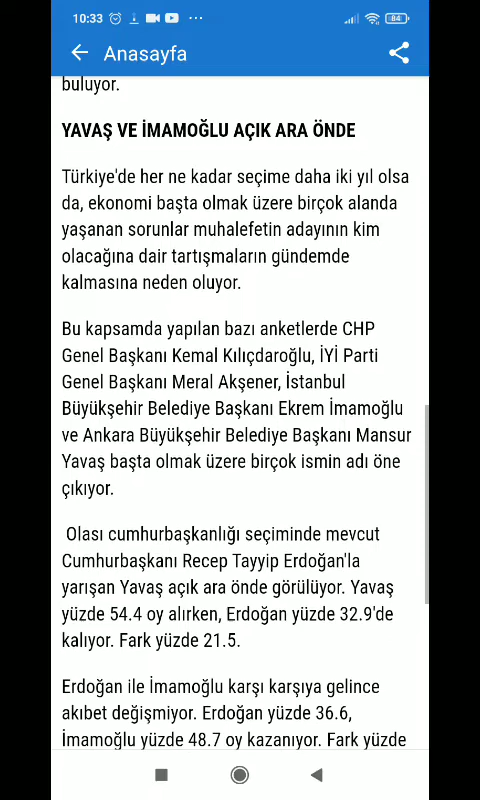 10:33
84
Anasayfa
buluyor.
YAVAŞ VE İMAMOĞLU AÇIK ARA ÖNDE
Türkiye'de her ne kadar seçime daha iki yıl olsa
da, ekonomi başta olmak üzere birçok alanda
yaşanan sorunlar muhalefetin adayının kim
olacağına dair tartışmaların gündemde
kalmasına neden oluyor.
Bu kapsamda yapılan bazı anketlerde CHP
Genel Başkanı Kemal Kılıçdaroğlu, İYİ Parti
Genel Başkanı Meral Akşener, İstanbul
Büyükşehir Belediye Başkanı Ekrem İmamoğlu
ve Ankara Büyükşehir Belediye Başkanı Mansur
Yavaş başta olmak üzere birçok ismin adı öne
çıkıyor.
Olası cumhurbaşkanlığı seçiminde mevcut
Cumhurbaşkanı Recep Tayyip Erdoğan'la
yarışan Yavaş açık ara önde görülüyor. Yavaş
yüzde 54.4 oy alırken, Erdoğan yüzde 32.9'de
kalıyor. Fark yüzde 21.5.
Erdoğan ile İmamoğlu karşı karşıya gelince
akıbet değişmiyor. Erdoğan yüzde 36.6,
İmamoğlu yüzde 48.7 oy kazanıyor. Fark yüzde